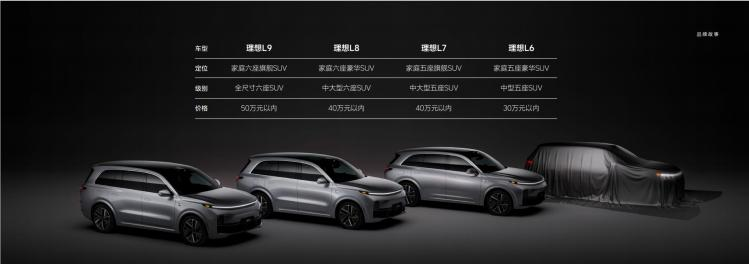 品牌故事
车型 理想L9 理想L8 理想L7 理想L6
定位 家庭六座旗舰SUV 家庭六座豪华SUV 家庭五座旗舰SUV 家庭五座豪华SUV
级别 全尺寸六座SUV 中大型六座SUV 中大型五座SUV 中型五座SUV
价格 50万元以内 40万元以内 40万元以内 30万元以内